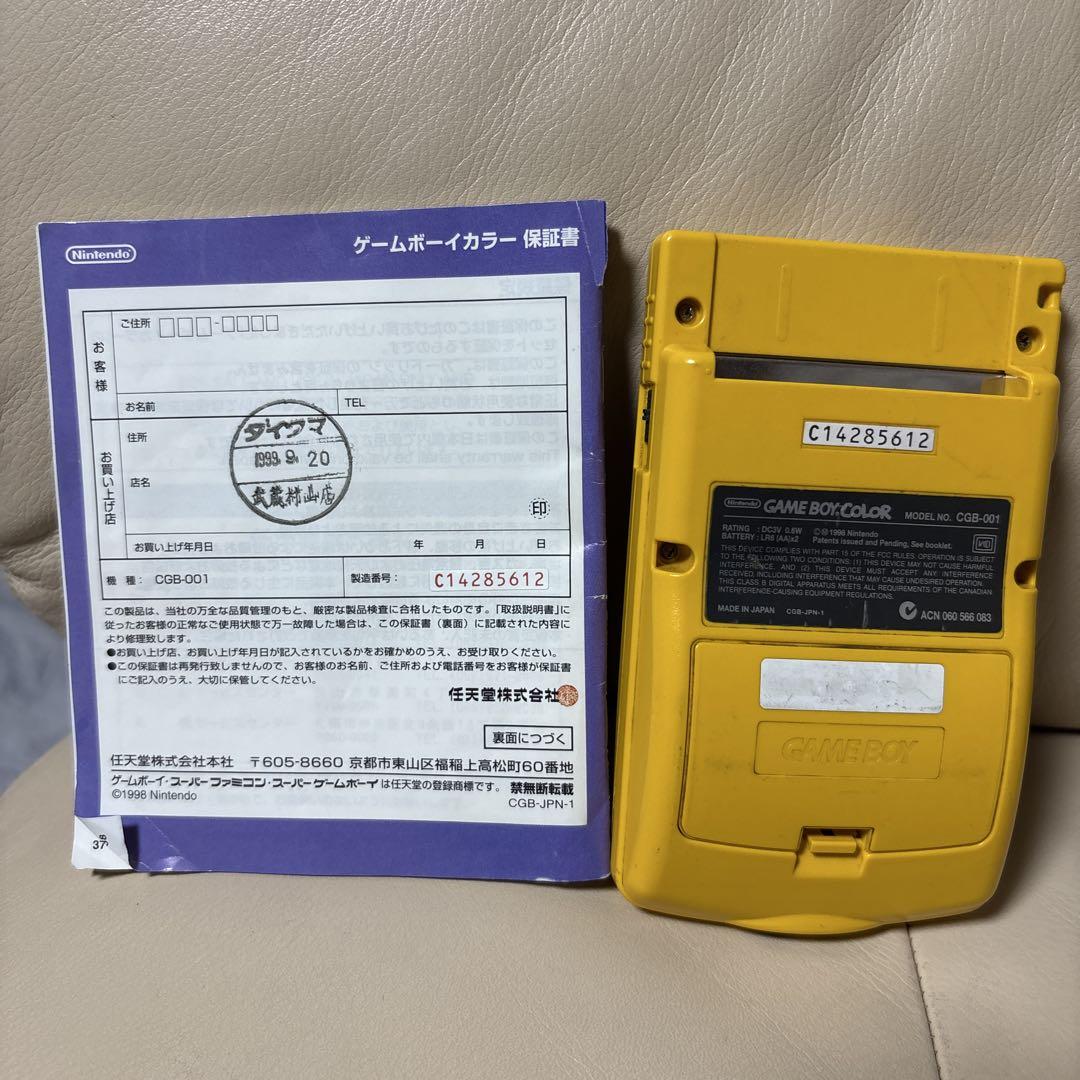 Nintendo
ゲームボーイカラー 保証書
お客様
ご住所 □□□-□□□□
お名前
TEL
お買い上げ店
住所
店名
ダイクマ
1999.9.20
武蔵村山店
印
お買い上げ年月日 年 月 日
機種: CGB-001
製造番号: C14285612
この製品は、当社の万全な品質管理のもと、厳密な製品検査に合格したものです。「取扱説明書」に
従ったお客様の正常なご使用状態で万一故障した場合は、この保証書(裏面)に記載された内容に
より修理致します。
●お買い上げ店、お買い上げ年月日が記入されているかをお確かめのうえ、お受け取りください。
●この保証書は再発行致しませんので、お客様のお名前、ご住所および電話番号をお客様が保証書
にご記入のうえ、大切に保管してください。
任天堂株式会社
裏面につづく
任天堂株式会社本社 〒605-8660 京都市東山区福稲上高松町60番地
ゲームボーイ・スーパーファミコン・スーパーゲームボーイは任天堂の登録商標です。 禁無断転載
©1998 Nintendo
CGB-JPN-1
37
C14285612
Nintendo GAME BOY COLOR MODEL NO. CGB-001
RATING : DC3V 0.6W
BATTERY : LR6 (AA)x2
©1998 Nintendo
Patents issued and Pending, See booklet.
THIS DEVICE COMPLIES WITH PART 15 OF THE FCC RULES. OPERATION IS SUBJECT
TO THE FOLLOWING TWO CONDITIONS: (1) THIS DEVICE MAY NOT CAUSE HARMFUL
INTERFERENCE, AND (2) THIS DEVICE MUST ACCEPT ANY INTERFERENCE
RECEIVED, INCLUDING INTERFERENCE THAT MAY CAUSE UNDESIRED OPERATION.
THIS CLASS B DIGITAL APPARATUS MEETS ALL REQUIREMENTS OF THE CANADIAN
INTERFERENCE-CAUSING EQUIPMENT REGULATIONS.
MADE IN JAPAN CGB-JPN-1
ACN 060 566 083
GAME BOY